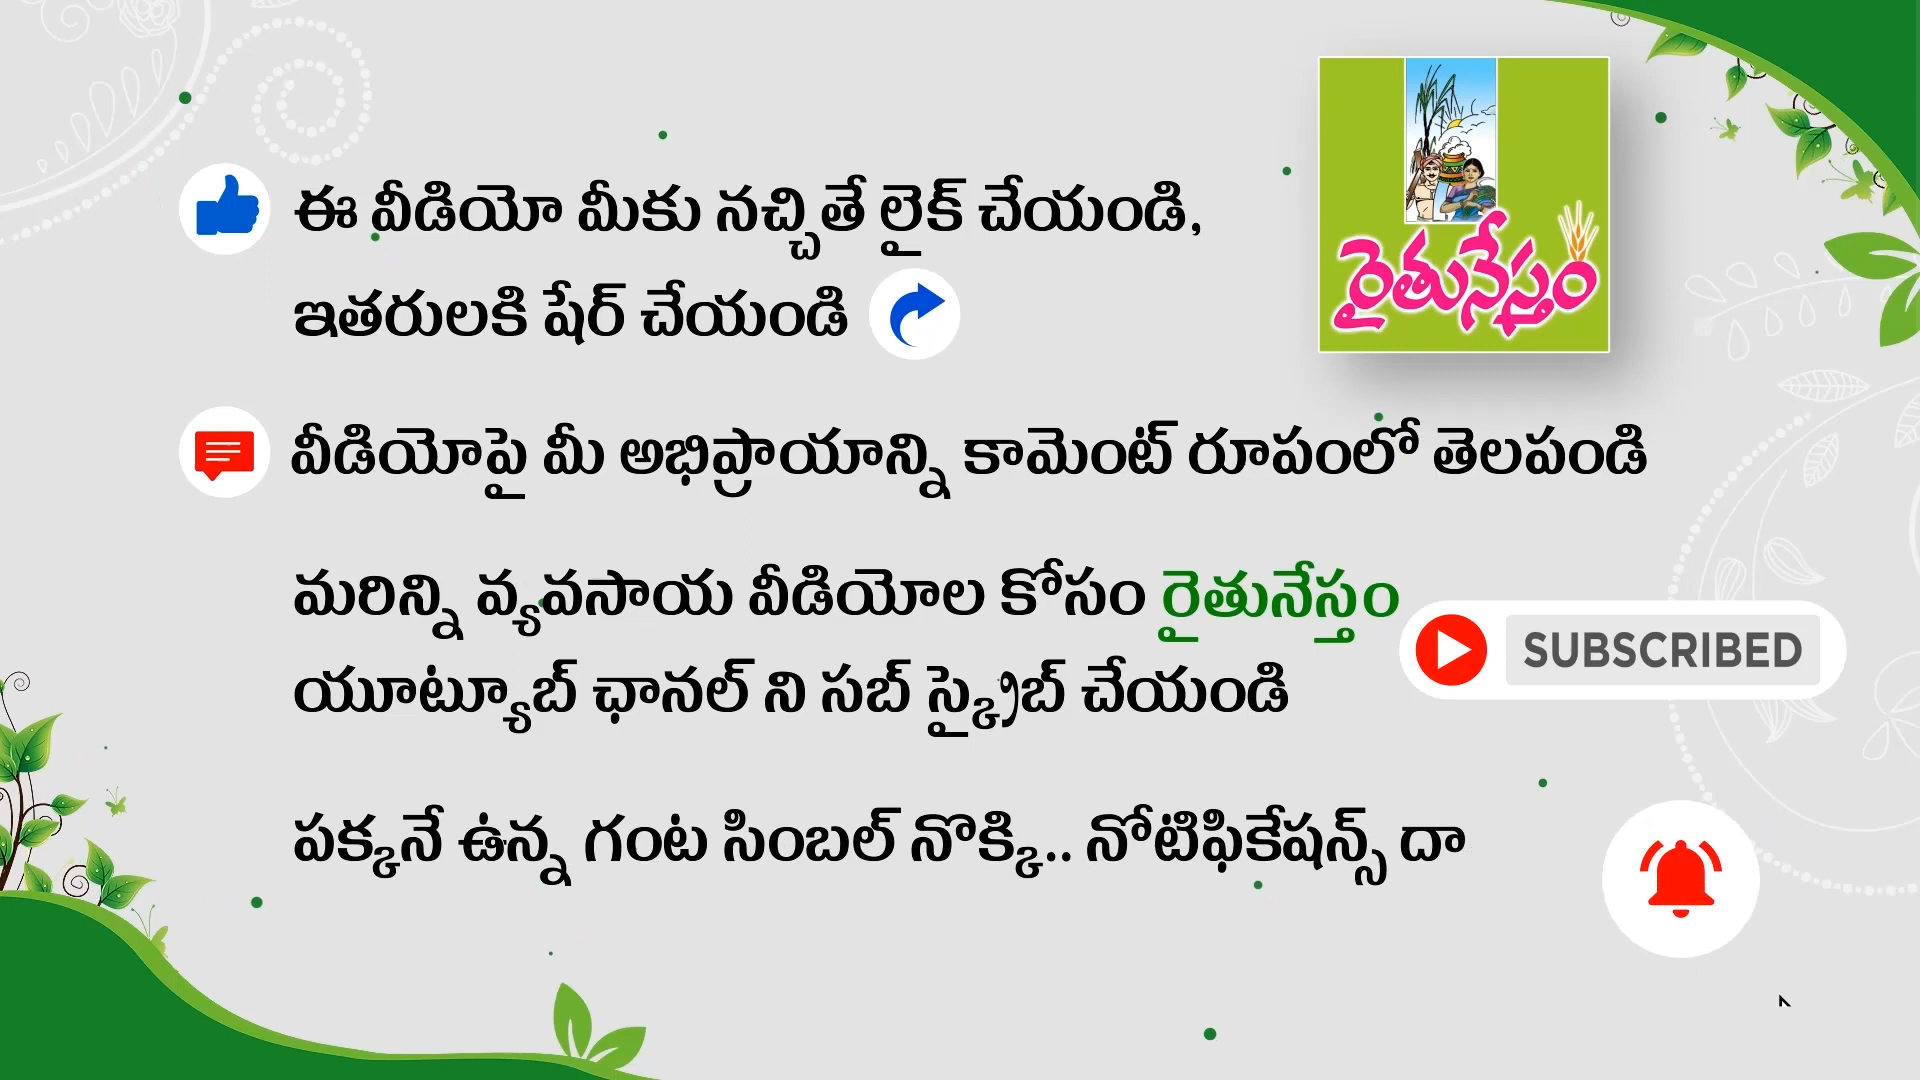 రైతునేస్తం
ఈ వీడియో మీకు నచ్చితే లైక్ చేయండి,
ఇతరులకి షేర్ చేయండి
వీడియోపై మీ అభిప్రాయాన్ని కామెంట్ రూపంలో తెలపండి
మరిన్ని వ్యవసాయ వీడియోల కోసం రైతునేస్తం
యూట్యూబ్ ఛానల్ ని సబ్ స్క్రైబ్ చేయండి
SUBSCRIBED
పక్కనే ఉన్న గంట సింబల్ నొక్కి.. నోటిఫికేషన్స్ దా